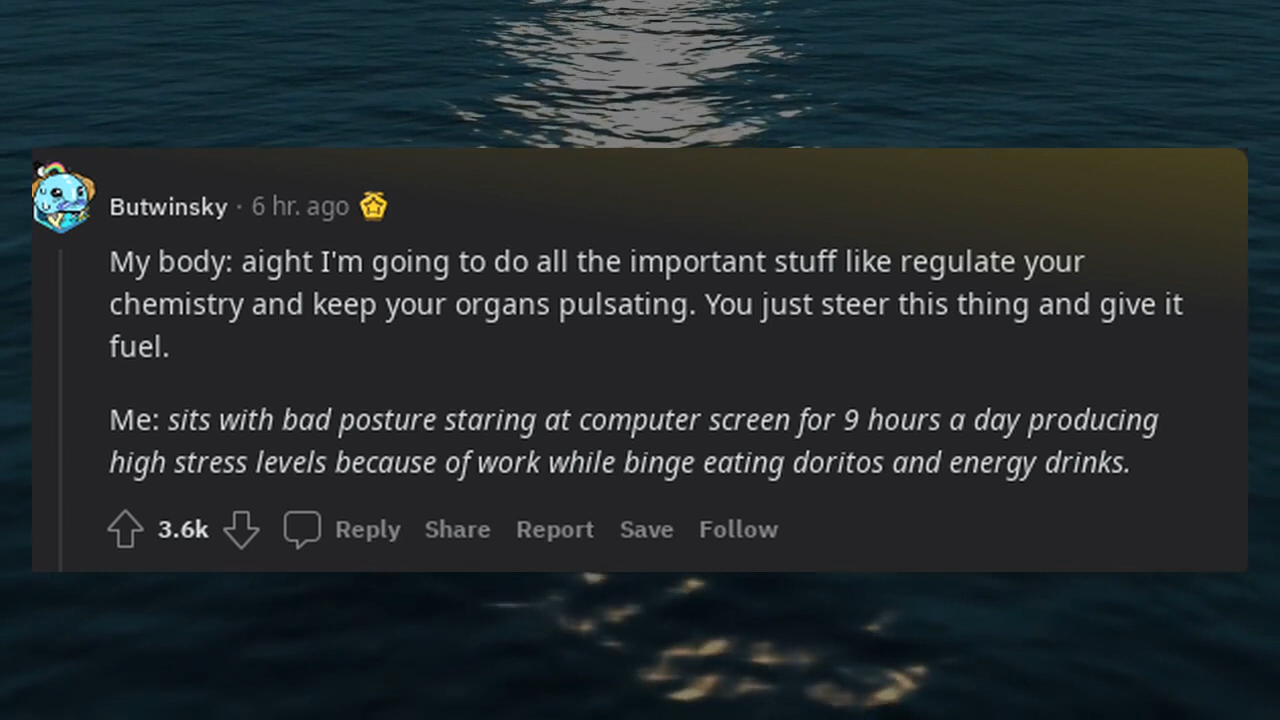 Butwinsky · 6 hr. ago
My body: aight I'm going to do all the important stuff like regulate your
chemistry and keep your organs pulsating. You just steer this thing and give it
fuel.
Me: sits with bad posture staring at computer screen for 9 hours a day producing
high stress levels because of work while binge eating doritos and energy drinks.
3.6k Reply Share Report Save Follow